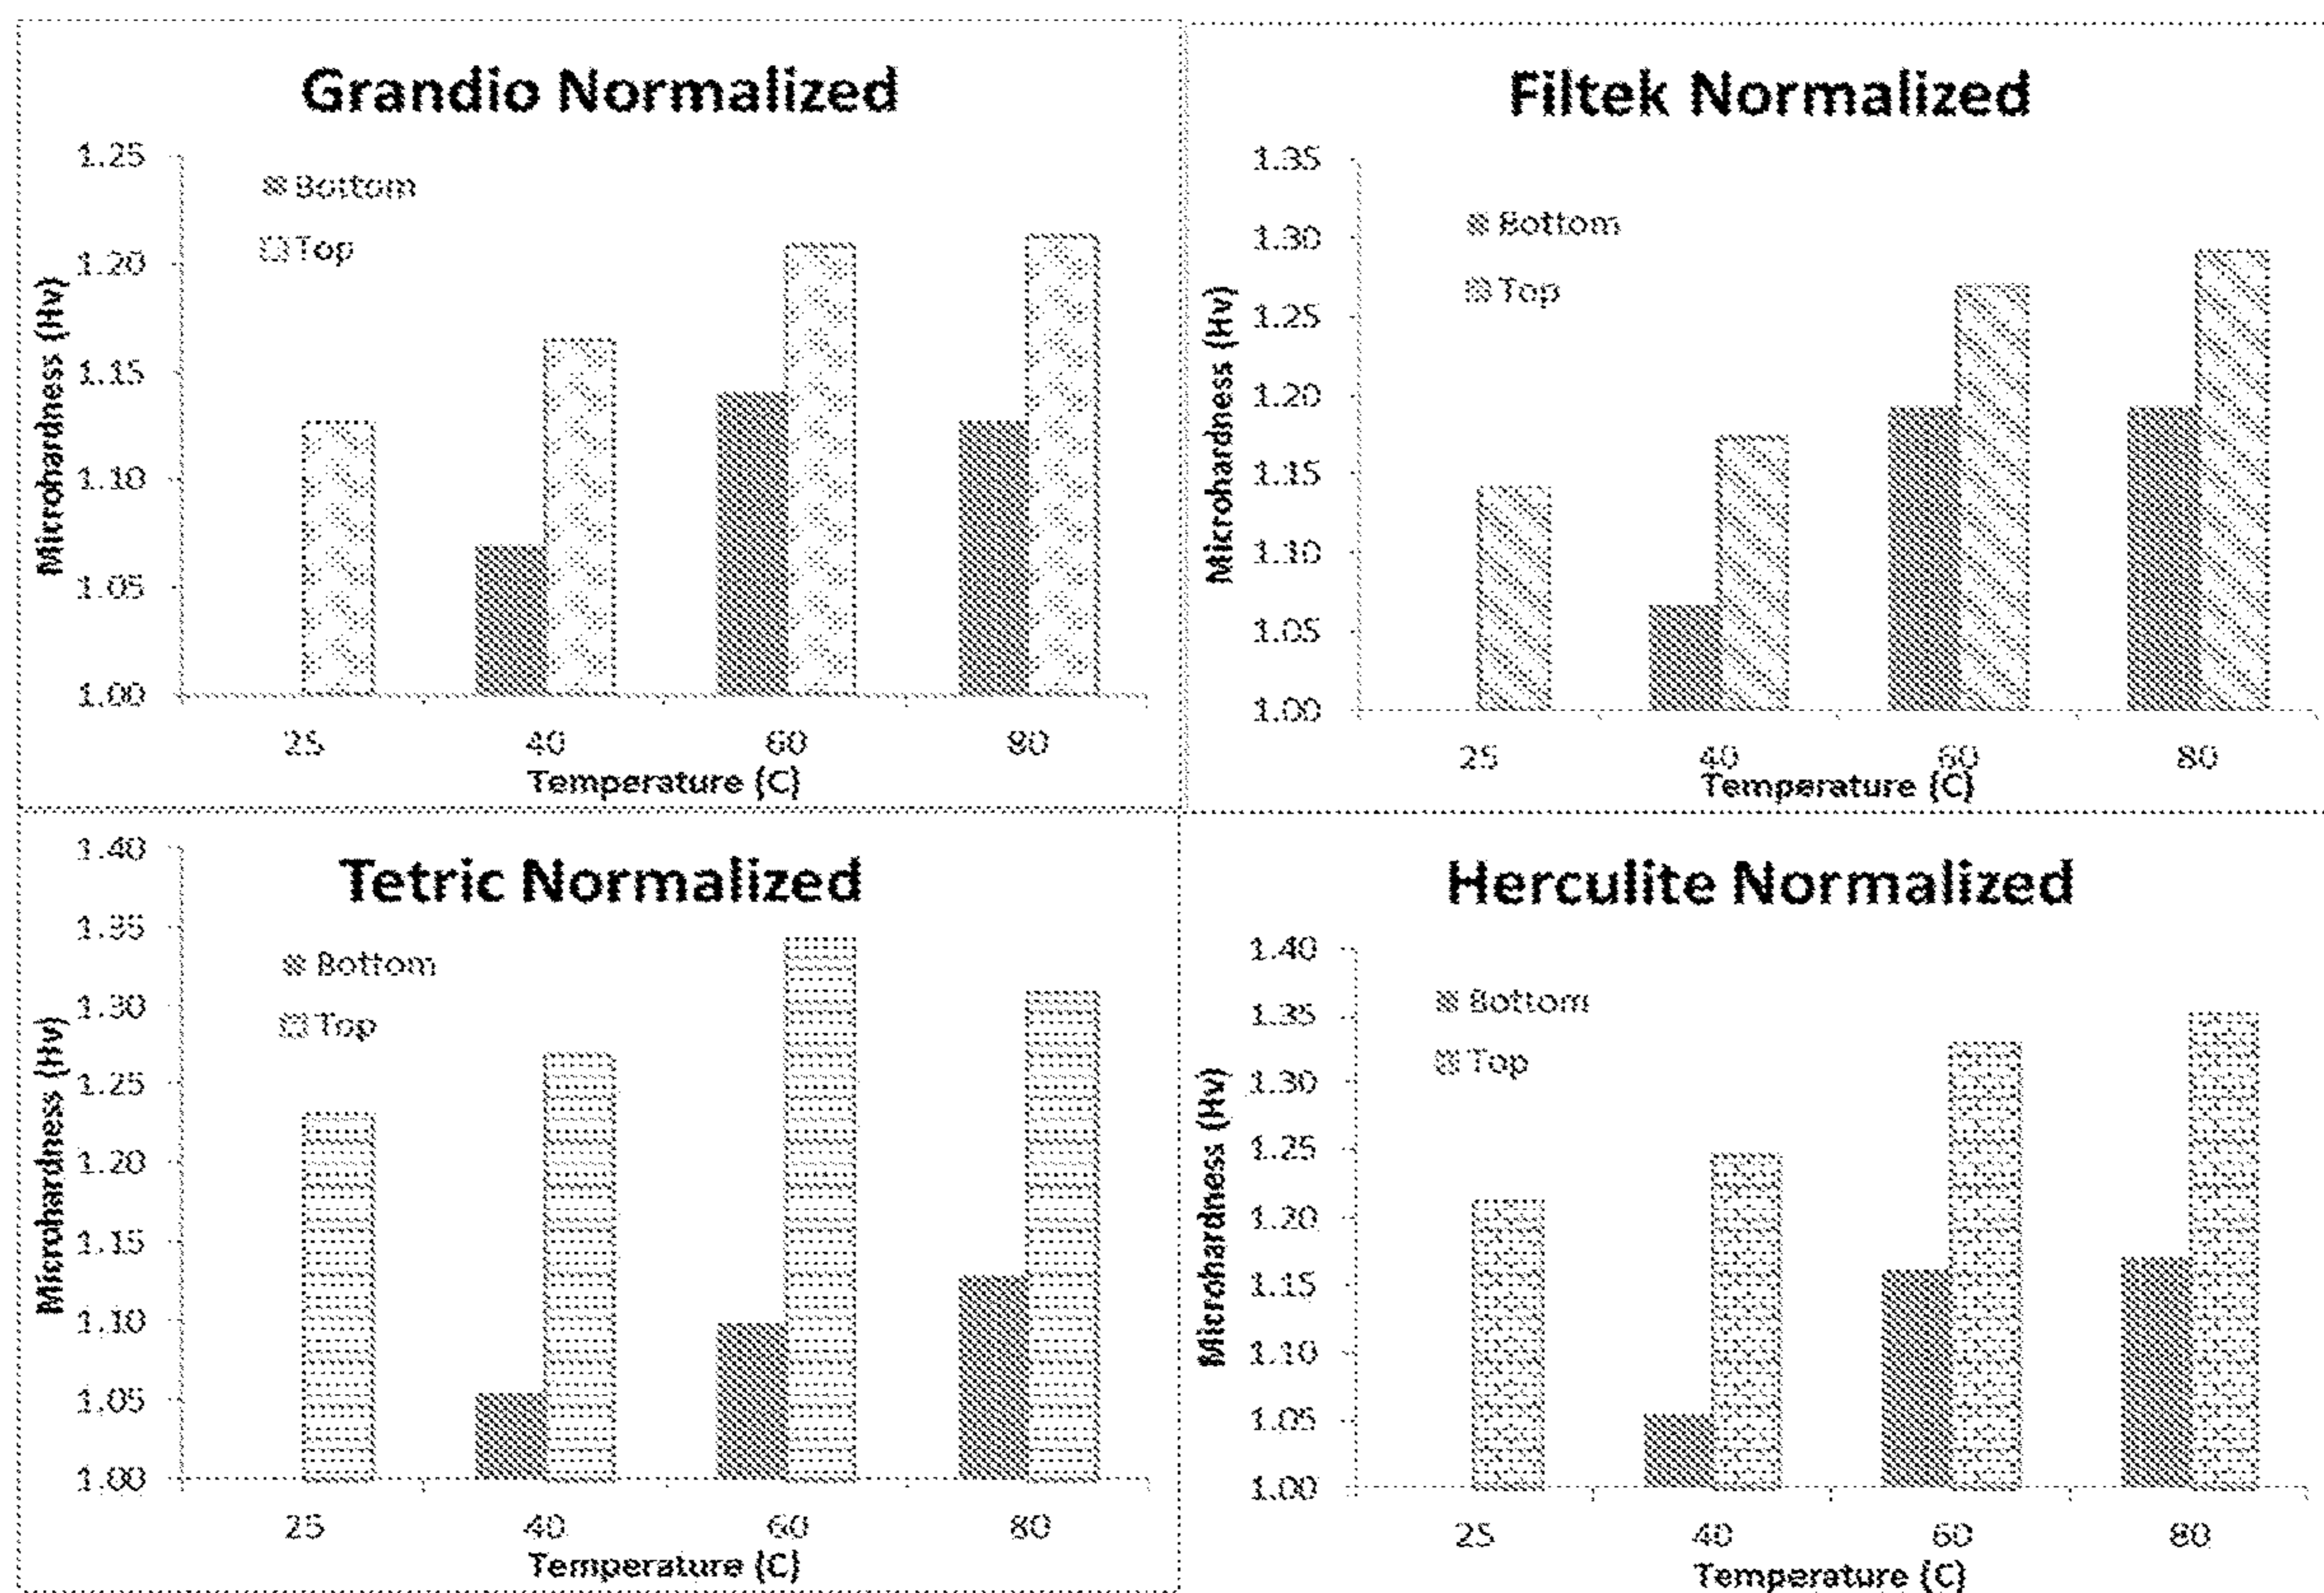 Grandio Normalized
1.25
1.20
1.15
1.10
1.05
1.00
Microhardness (Hv)
Bottom
Top
25 40 60 80
Temperature (C)
Filtek Normalized
1.35
1.30
1.25
1.20
1.15
1.10
1.05
1.00
Microhardness (Hv)
Bottom
Top
25 40 60 80
Temperature (C)
Tetric Normalized
1.40
1.35
1.30
1.25
1.20
1.15
1.10
1.05
1.00
Microhardness (Hv)
Bottom
Top
25 40 60 80
Temperature (C)
Herculite Normalized
1.40
1.35
1.30
1.25
1.20
1.15
1.10
1.05
1.00
Microhardness (Hv)
Bottom
Top
25 40 60 80
Temperature (C)